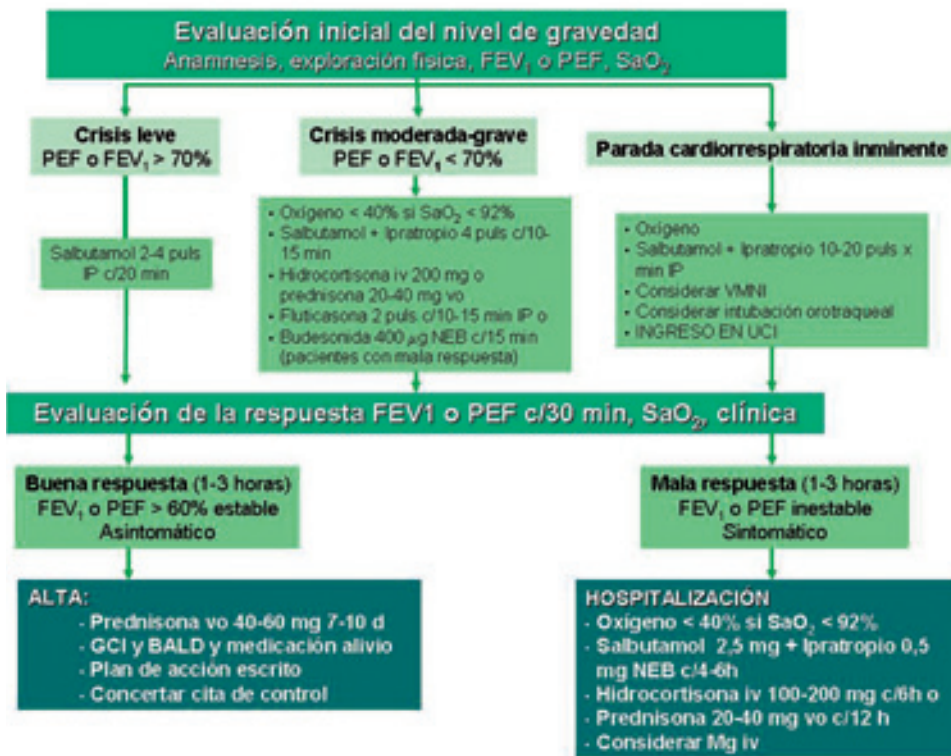 Evaluación inicial del nivel de gravedad
Anamnesis, exploración física, FEV1 o PEF, SaO2
Crisis leve
PEF o FEV1 > 70%
Salbutamol 2-4 puls
IP c/20 min
Crisis moderada-grave
PEF o FEV1 < 70%
• Oxígeno < 40% si SaO2 < 92%
• Salbutamol + Ipratropio 4 puls c/10-
15 min
• Hidrocortisona iv 200 mg o
prednisona 20-40 mg vo
• Fluticasona 2 puls c/10-15 min IP o
• Budesonida 400 µg NEB c/15 min
(pacientes con mala respuesta)
Parada cardiorrespiratoria inminente
• Oxígeno
• Salbutamol + Ipratropio 10-20 puls x
min IP
• Considerar VMNI
• Considerar intubación orotraqueal
• INGRESO EN UCI
Evaluación de la respuesta FEV1 o PEF c/30 min, SaO2, clínica
Buena respuesta (1-3 horas)
FEV1 o PEF > 60% estable
Asintomático
Mala respuesta (1-3 horas)
FEV1 o PEF inestable
Sintomático
ALTA:
- Prednisona vo 40-60 mg 7-10 d
- GCI y BALD y medicación alivio
- Plan de acción escrito
- Concertar cita de control
HOSPITALIZACIÓN
- Oxígeno < 40% si SaO2 < 92%
- Salbutamol 2,5 mg + Ipratropio 0,5
mg NEB c/4-6h
- Hidrocortisona iv 100-200 mg c/6h o
- Prednisona 20-40 mg vo c/12 h
- Considerar Mg iv